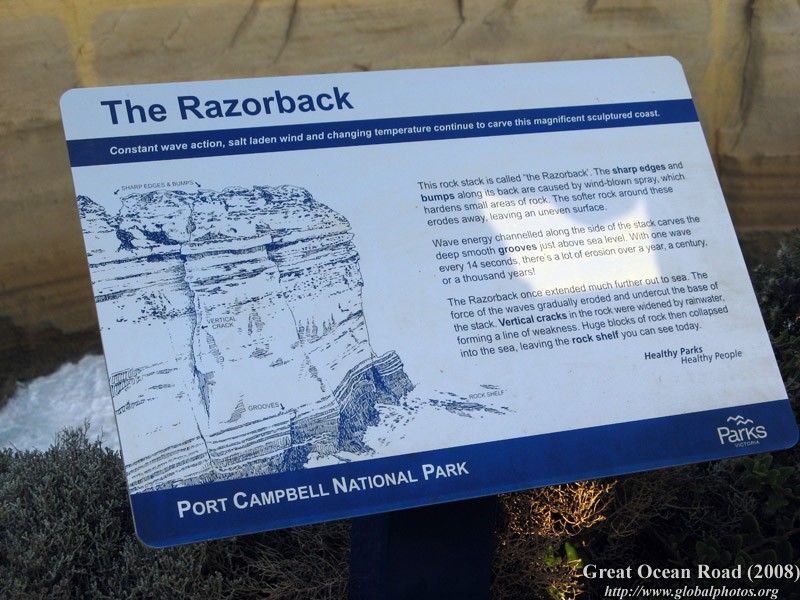 The Razorback
Constant wave action, salt laden wind and changing temperature continue to carve this magnificent sculptured coast.
SHARP EDGES & BUMPS
VERTICAL
CRACK
GROOVES
ROCK SHELF
This rock stack is called 'the Razorback'. The sharp edges and
bumps along its back are caused by wind-blown spray, which
hardens small areas of rock. The softer rock around these
erodes away, leaving an uneven surface.
Wave energy channelled along the side of the stack carves the
deep smooth grooves just above sea level. With one wave
every 14 seconds, there's a lot of erosion over a year, a century,
or a thousand years!
The Razorback once extended much further out to sea. The
force of the waves gradually eroded and undercut the base of
the stack. Vertical cracks in the rock were widened by rainwater,
forming a line of weakness. Huge blocks of rock then collapsed
into the sea, leaving the rock shelf you can see today.
Healthy Parks
Healthy People
PORT CAMPBELL NATIONAL PARK
Parks
VICTORIA
Great Ocean Road (2008)
http://www.globalphotos.org